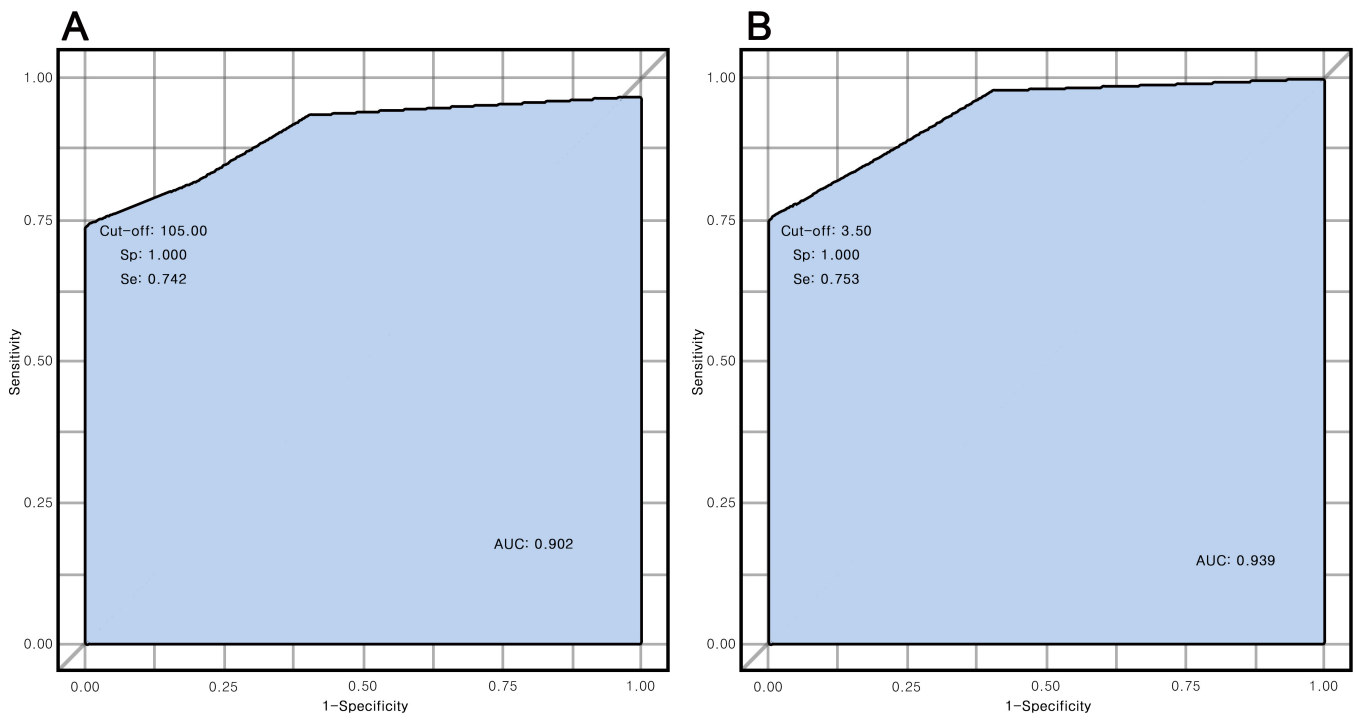 A
1.00
0.75
0.50
0.25
0.00
Sensitivity
Cut-off: 105.00
Sp: 1.000
Se: 0.742
AUC: 0.902
0.00 0.25 0.50 0.75 1.00
1-Specificity
B
1.00
0.75
0.50
0.25
0.00
Sensitivity
Cut-off: 3.50
Sp: 1.000
Se: 0.753
AUC: 0.939
0.00 0.25 0.50 0.75 1.00
1-Specificity